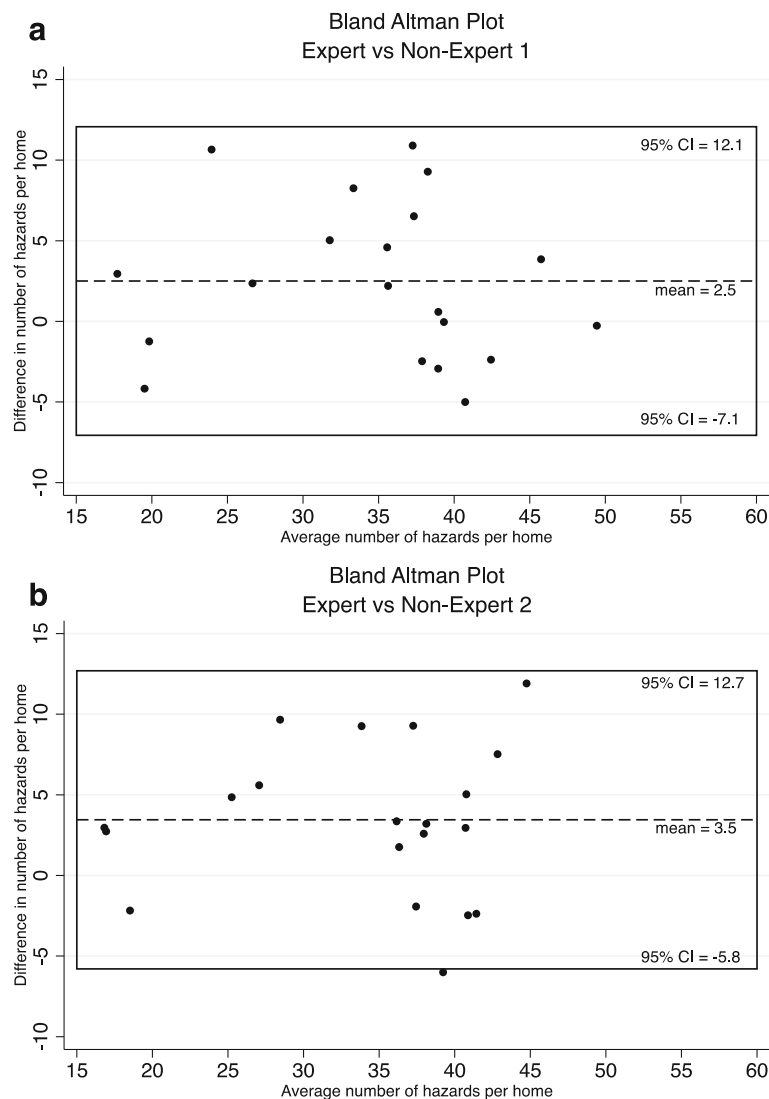 a
Bland Altman Plot
Expert vs Non-Expert 1
Difference in number of hazards per home
15
10
5
0
-5
-10
95% CI = 12.1
mean = 2.5
95% CI = -7.1
15 20 25 30 35 40 45 50 55 60
Average number of hazards per home
b
Bland Altman Plot
Expert vs Non-Expert 2
Difference in number of hazards per home
15
10
5
0
-5
-10
95% CI = 12.7
mean = 3.5
95% CI = -5.8
15 20 25 30 35 40 45 50 55 60
Average number of hazards per home